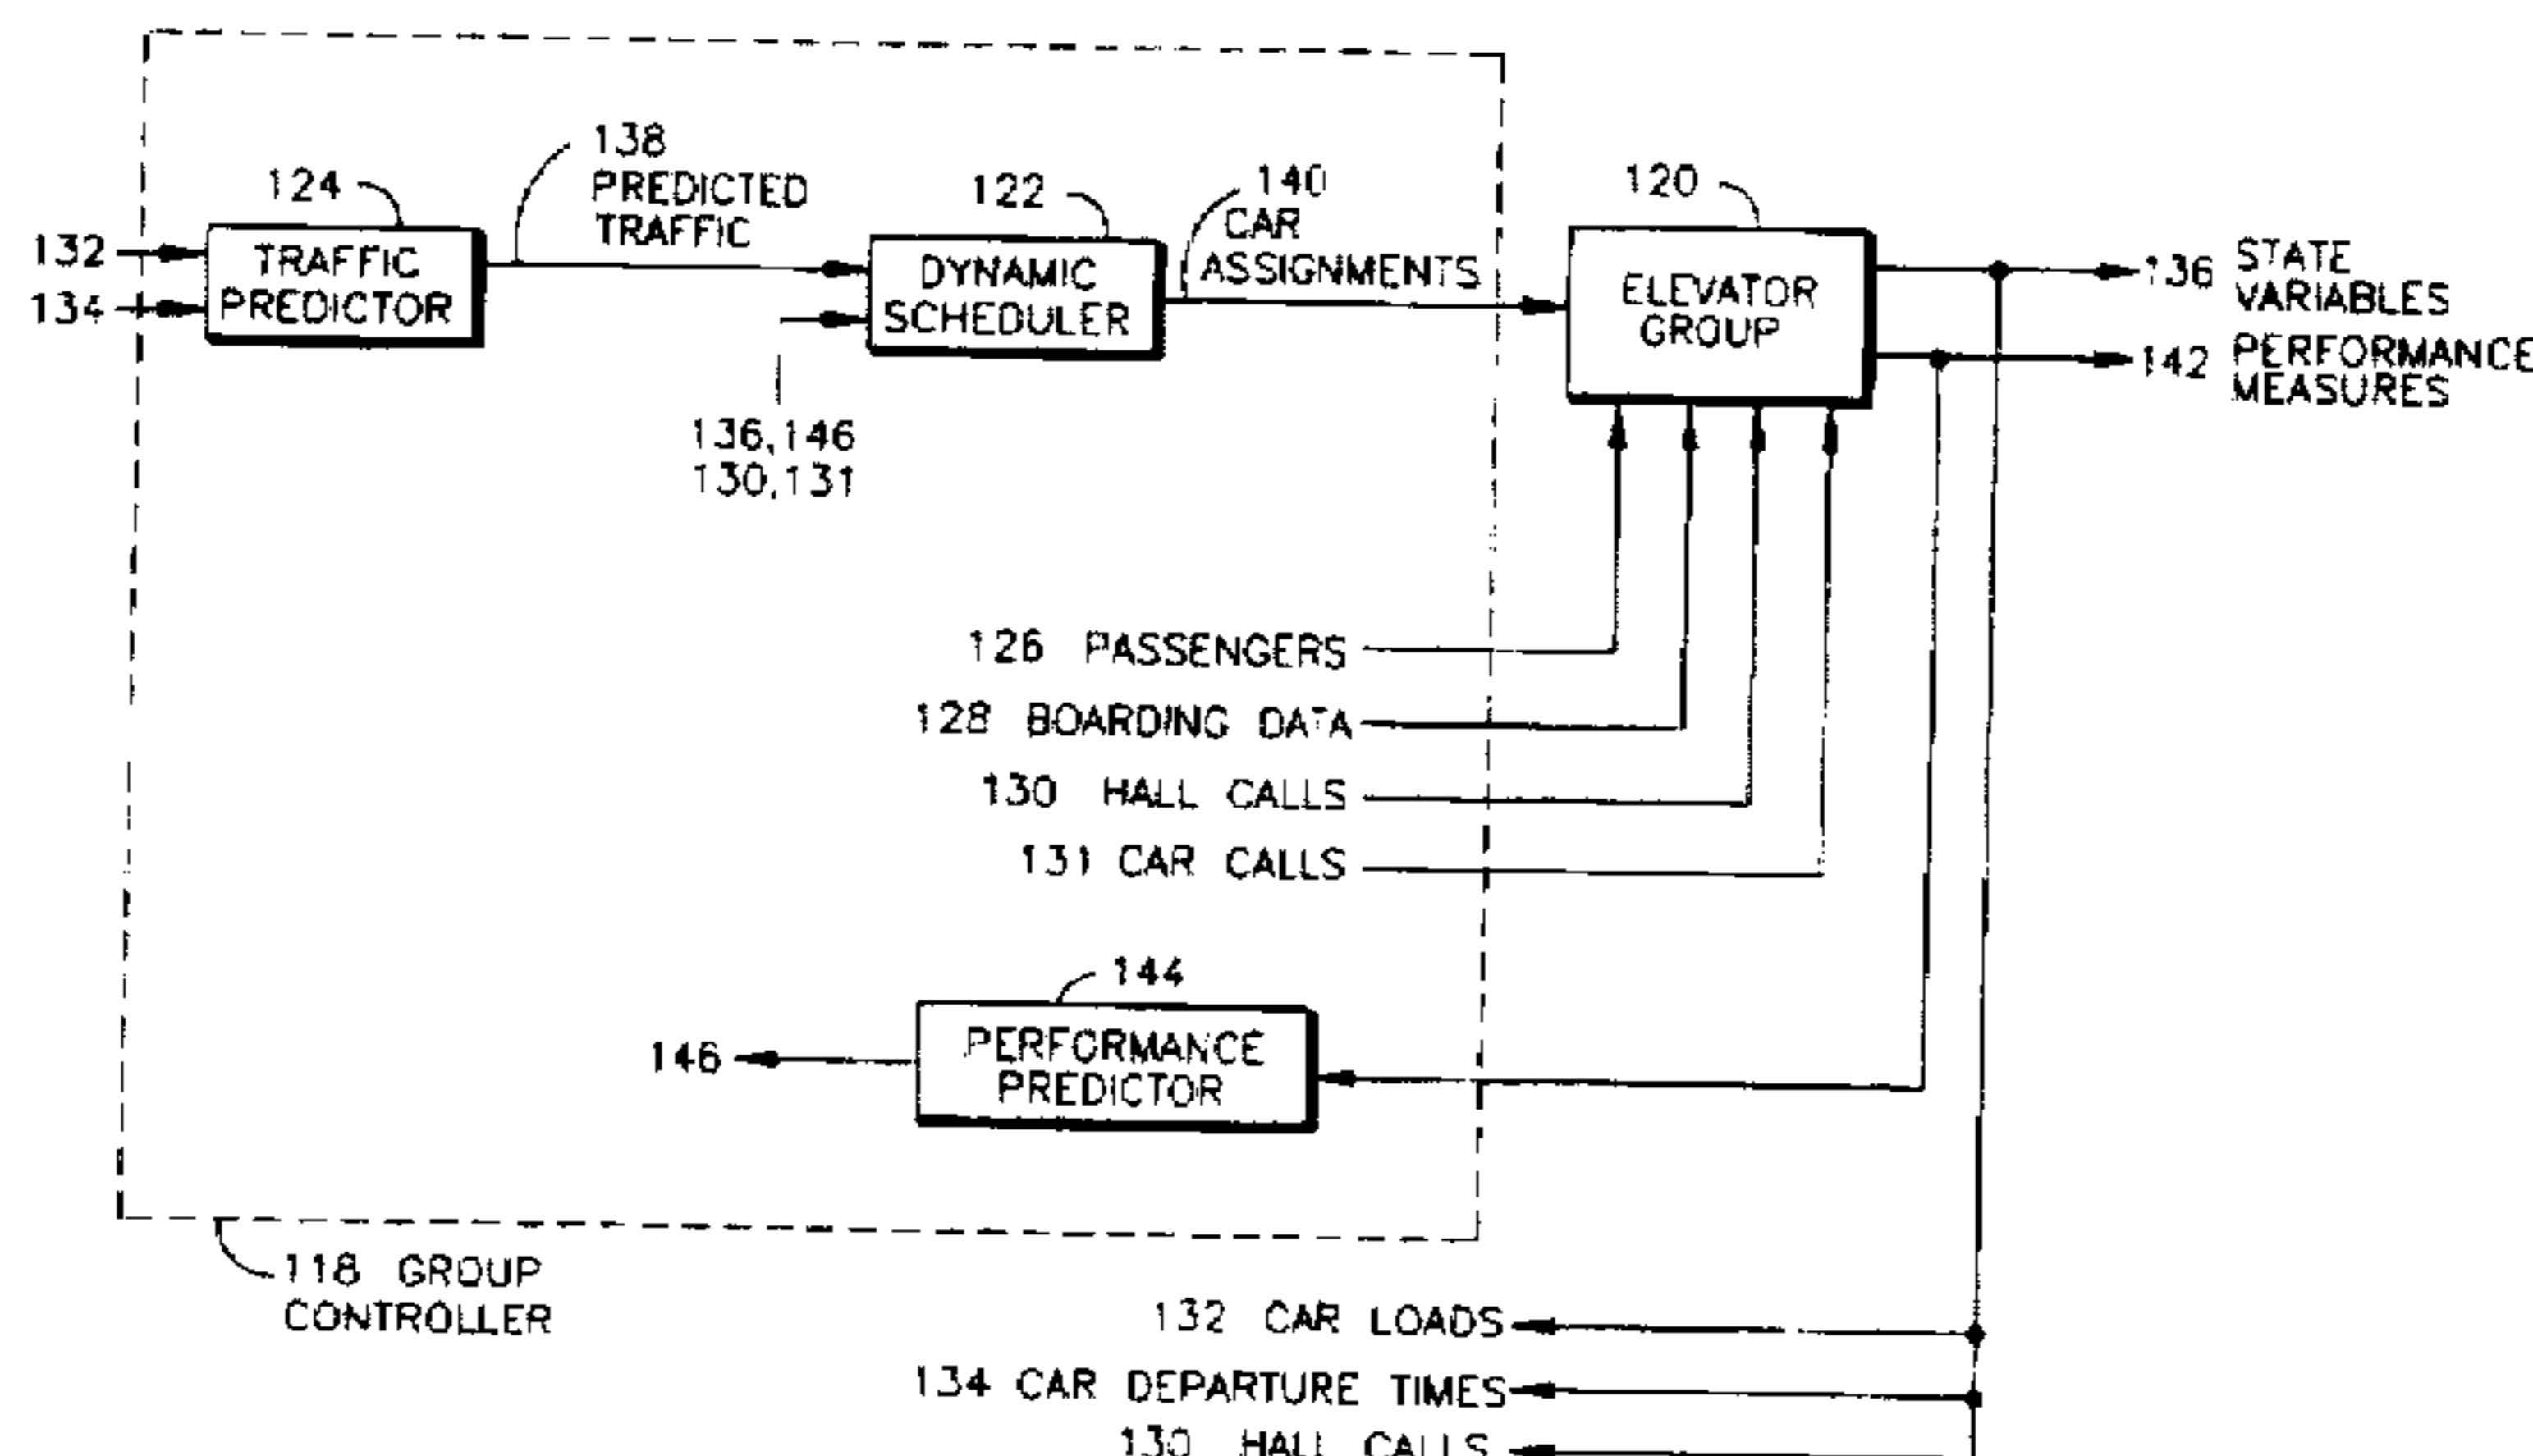 138
PREDICTED
TRAFFIC
124
122
140
CAR
ASSIGNMENTS
120
132
134
TRAFFIC
PREDICTOR
DYNAMIC
SCHEDULER
ELEVATOR
GROUP
136 STATE
VARIABLES
142 PERFORMANCE
MEASURES
136,146
130,131
126 PASSENGERS
128 BOARDING DATA
130 HALL CALLS
131 CAR CALLS
144
146
PERFORMANCE
PREDICTOR
118 GROUP
CONTROLLER
132 CAR LOADS
134 CAR DEPARTURE TIMES
130 HALL CALLS